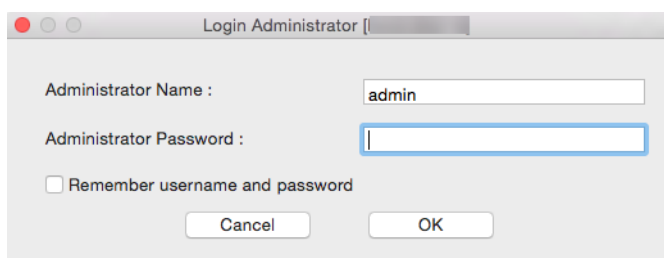 Login Administrator [
Administrator Name :
admin
Administrator Password :
Remember username and password
Cancel
OK